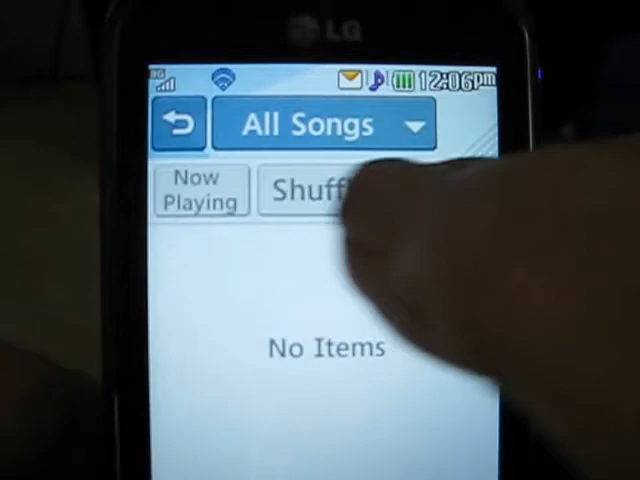 LG
12:06pm
All Songs
Now
Playing
Shuff
No Items